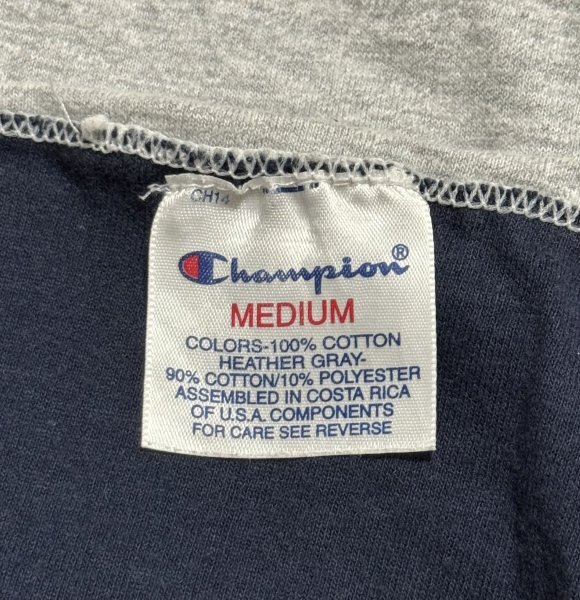 CH14
Champion®
MEDIUM
COLORS-100% COTTON
HEATHER GRAY-
90% COTTON/10% POLYESTER
ASSEMBLED IN COSTA RICA
OF U.S.A. COMPONENTS
FOR CARE SEE REVERSE